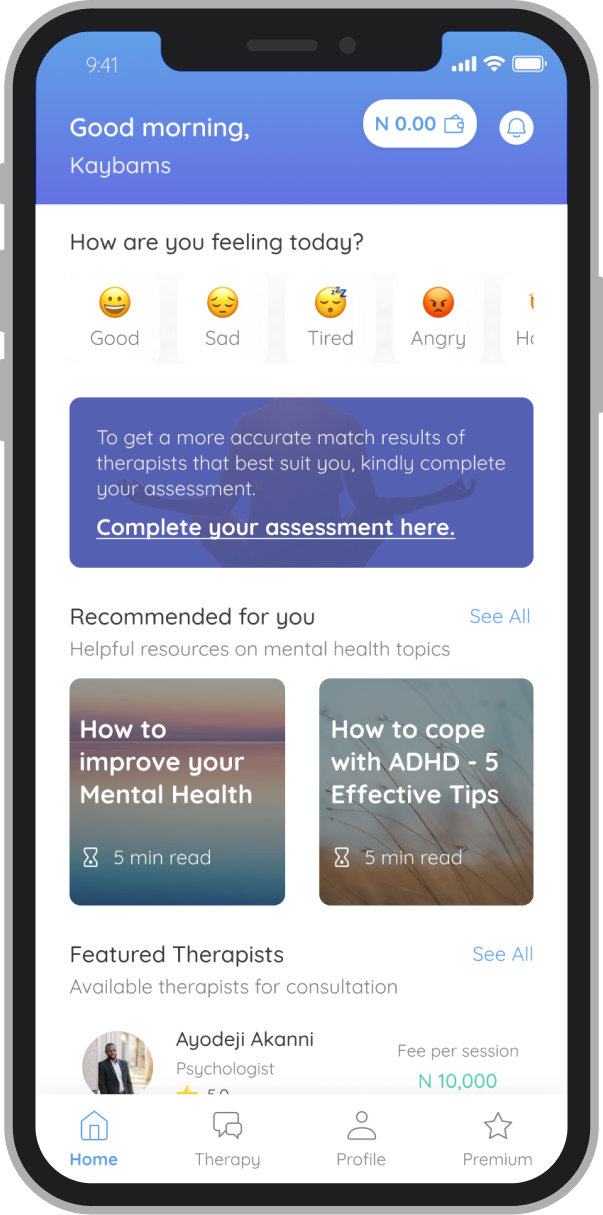 9:41
Good morning,
Kaybams
N 0.00
How are you feeling today?
Good
Sad
Tired
Angry
To get a more accurate match results of
therapists that best suit you, kindly complete
your assessment.
Complete your assessment here.
Recommended for you
See All
Helpful resources on mental health topics
How to
improve your
Mental Health
5 min read
How to cope
with ADHD - 5
Effective Tips
5 min read
Featured Therapists
See All
Available therapists for consultation
Ayodeji Akanni
Psychologist
Fee per session
N 10,000
Home
Therapy
Profile
Premium